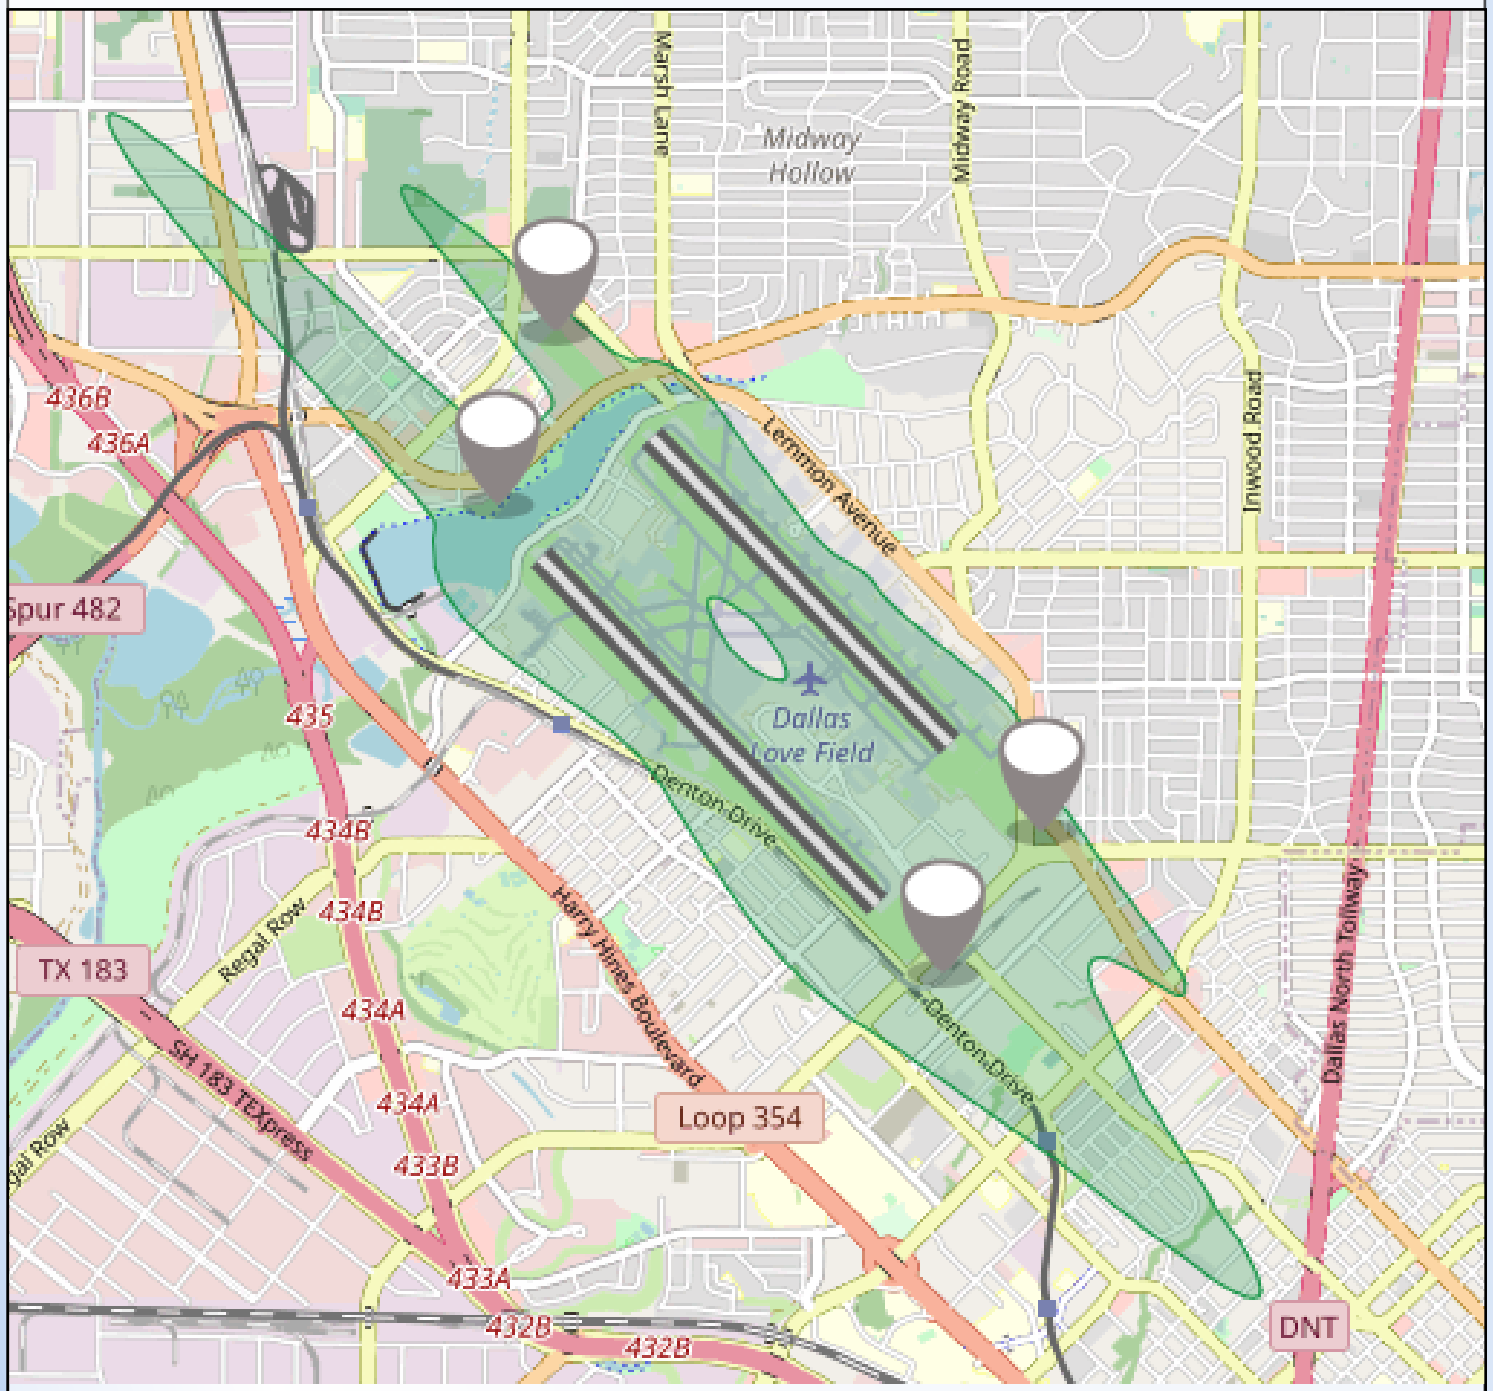 Marsh Lane
Midway Road
Midway
Hollow
436B
436A
Lemmon Avenue
Inwood Road
Spur 482
435
Dallas
Love Field
Denton Drive
434B
434B
Harry Hines Boulevard
Regal Row
TX 183
434A
Denton Drive
Dallas North Tollway
SH 183 TEXpress
434A
Loop 354
433B
gal Row
433A
432B
432B
DNT